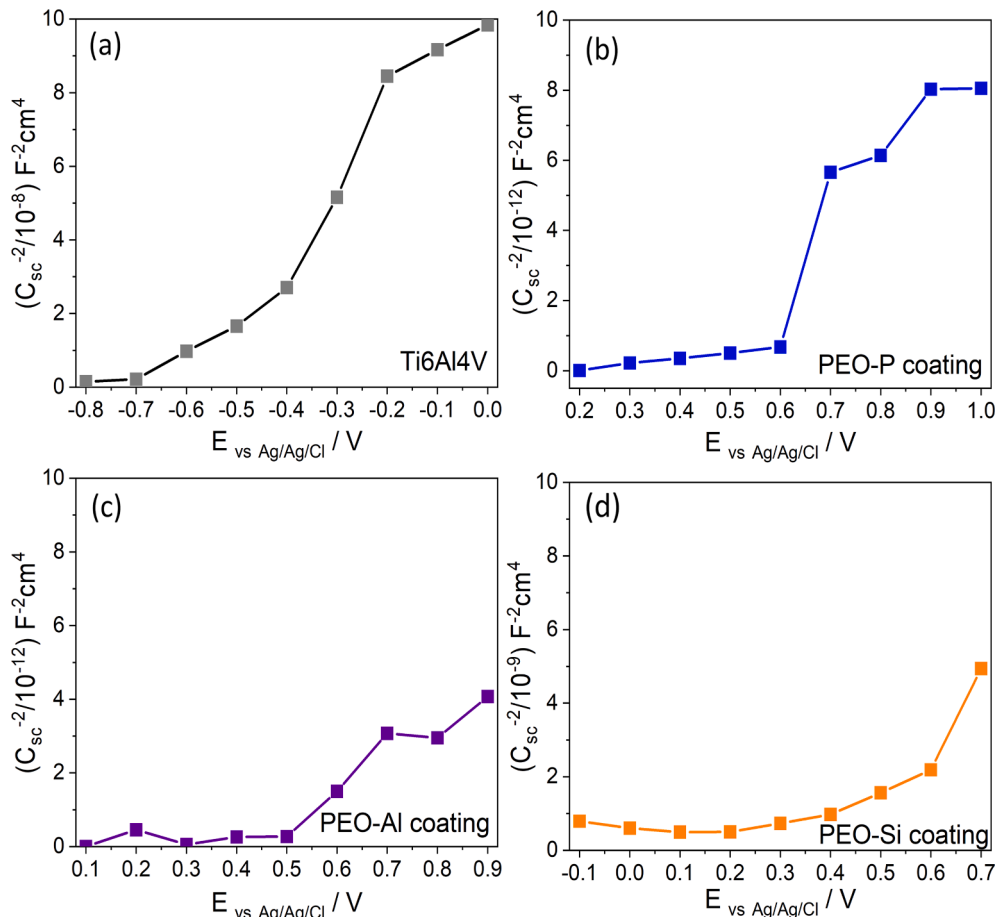 (a)
(C_sc^-2/10^-8) F^-2cm^4
10
8
6
4
2
0
Ti6Al4V
-0.8 -0.7 -0.6 -0.5 -0.4 -0.3 -0.2 -0.1 0.0
E vs Ag/Ag/Cl / V
(b)
(C_sc^-2/10^-12) F^-2cm^4
10
8
6
4
2
0
PEO-P coating
0.2 0.3 0.4 0.5 0.6 0.7 0.8 0.9 1.0
E vs Ag/Ag/Cl / V
(c)
(C_sc^-2/10^-12) F^-2cm^4
10
8
6
4
2
0
PEO-Al coating
0.1 0.2 0.3 0.4 0.5 0.6 0.7 0.8 0.9
E vs Ag/Ag/Cl / V
(d)
(C_sc^-2/10^-9) F^-2cm^4
10
8
6
4
2
0
PEO-Si coating
-0.1 0.0 0.1 0.2 0.3 0.4 0.5 0.6 0.7
E vs Ag/Ag/Cl / V